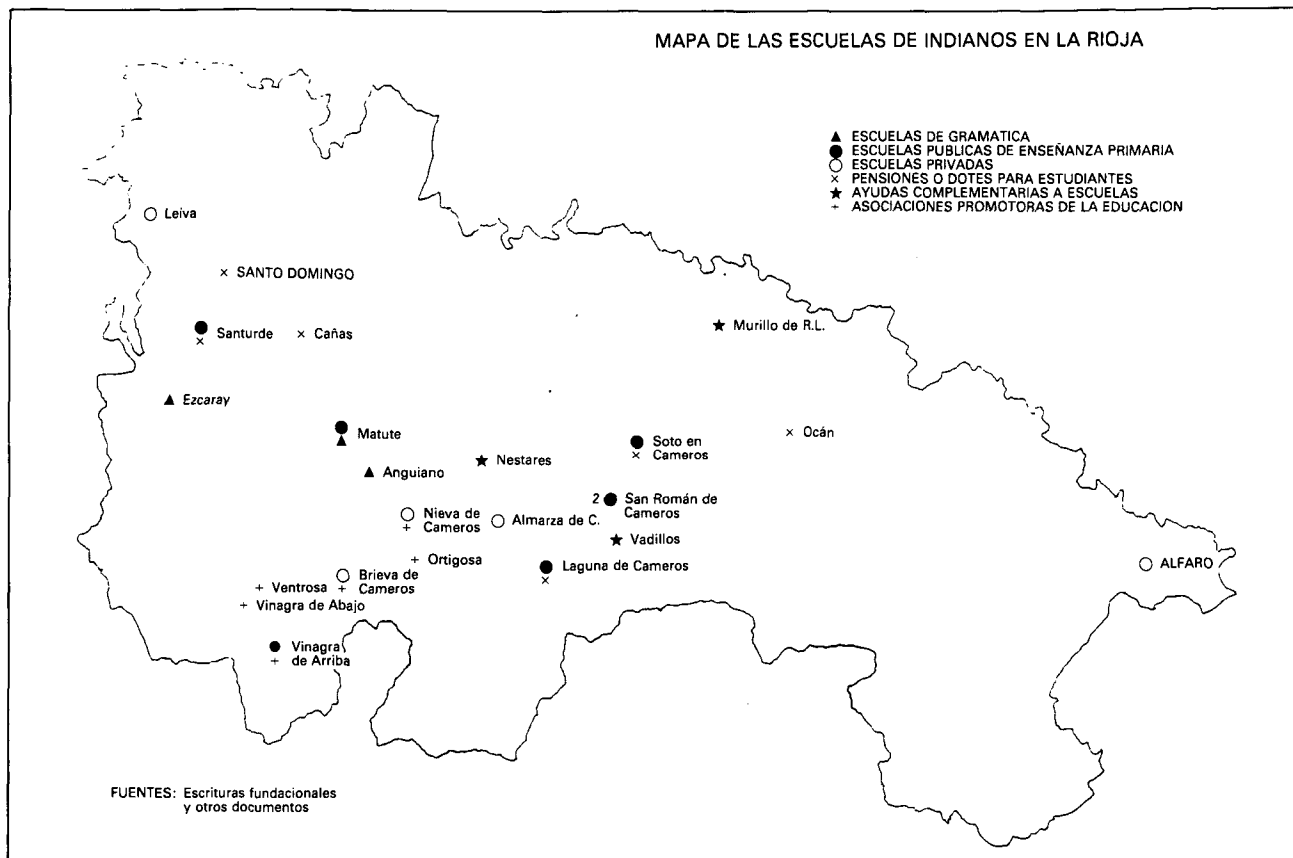 MAPA DE LAS ESCUELAS DE INDIANOS EN LA RIOJA
▲ ESCUELAS DE GRAMATICA
● ESCUELAS PUBLICAS DE ENSEÑANZA PRIMARIA
○ ESCUELAS PRIVADAS
× PENSIONES O DOTES PARA ESTUDIANTES
★ AYUDAS COMPLEMENTARIAS A ESCUELAS
+ ASOCIACIONES PROMOTORAS DE LA EDUCACION
Leiva
SANTO DOMINGO
Santurde
Cañas
Murillo de R.L.
Ezcaray
Matute
Soto en
Cameros
Ocán
Anguiano
Nestares
2
San Román de
Cameros
Nieva de
Cameros
Almarza de C.
Vadillos
Ortigosa
Laguna de Cameros
ALFARO
Brieva de
Cameros
Ventrosa
Vinagra de Abajo
Vinagra
de Arriba
FUENTES: Escrituras fundacionales
y otros documentos